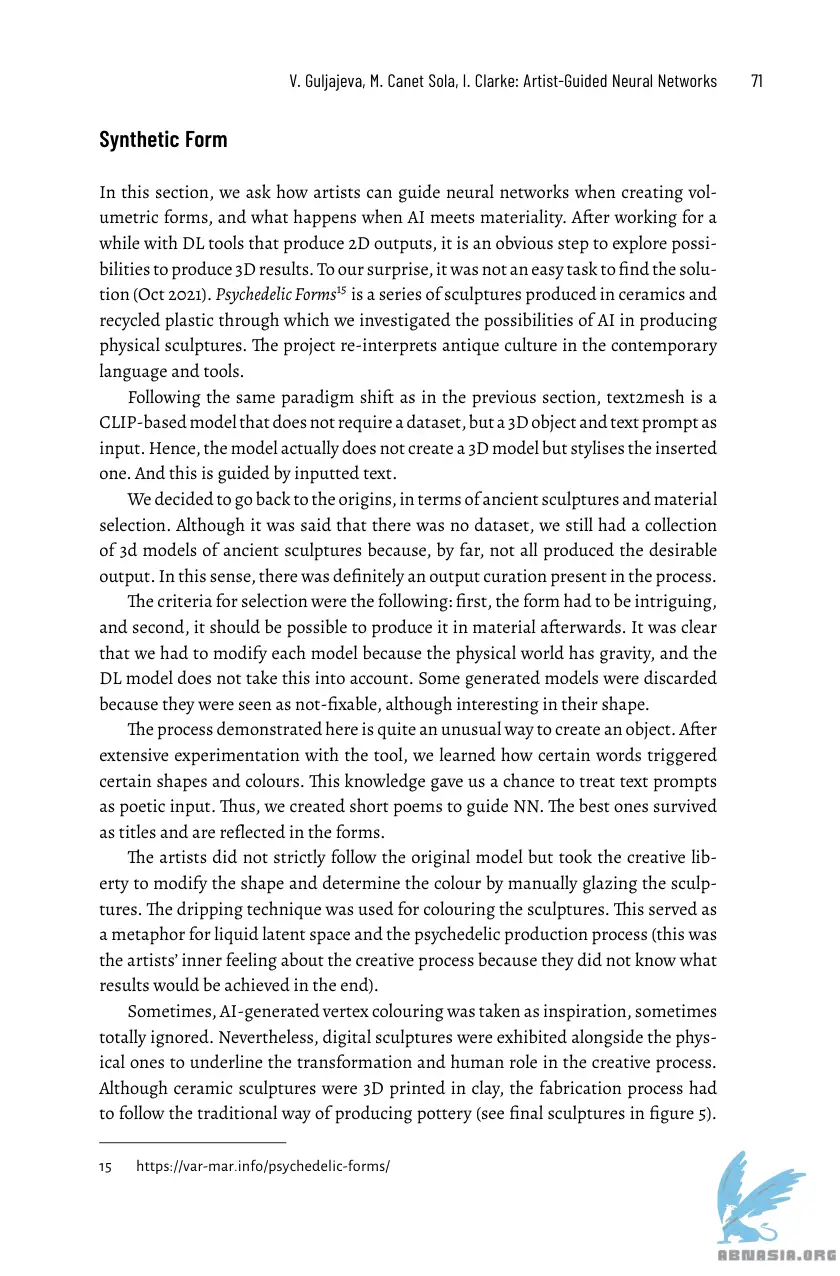 V. Guljajeva, M. Canet Sola, I. Clarke: Artist-Guided Neural Networks 71
Synthetic Form
In this section, we ask how artists can guide neural networks when creating vol-
umetric forms, and what happens when AI meets materiality. After working for a
while with DL tools that produce 2D outputs, it is an obvious step to explore possi-
bilities to produce 3D results. To our surprise, it was not an easy task to find the solu-
tion (Oct 2021). Psychedelic Forms15 is a series of sculptures produced in ceramics and
recycled plastic through which we investigated the possibilities of AI in producing
physical sculptures. The project re-interprets antique culture in the contemporary
language and tools.
Following the same paradigm shift as in the previous section, text2mesh is a
CLIP-based model that does not require a dataset, but a 3D object and text prompt as
input. Hence, the model actually does not create a 3D model but stylises the inserted
one. And this is guided by inputted text.
We decided to go back to the origins, in terms of ancient sculptures and material
selection. Although it was said that there was no dataset, we still had a collection
of 3d models of ancient sculptures because, by far, not all produced the desirable
output. In this sense, there was definitely an output curation present in the process.
The criteria for selection were the following: first, the form had to be intriguing,
and second, it should be possible to produce it in material afterwards. It was clear
that we had to modify each model because the physical world has gravity, and the
DL model does not take this into account. Some generated models were discarded
because they were seen as not-fixable, although interesting in their shape.
The process demonstrated here is quite an unusual way to create an object. After
extensive experimentation with the tool, we learned how certain words triggered
certain shapes and colours. This knowledge gave us a chance to treat text prompts
as poetic input. Thus, we created short poems to guide NN. The best ones survived
as titles and are reflected in the forms.
The artists did not strictly follow the original model but took the creative lib-
erty to modify the shape and determine the colour by manually glazing the sculp-
tures. The dripping technique was used for colouring the sculptures. This served as
a metaphor for liquid latent space and the psychedelic production process (this was
the artists' inner feeling about the creative process because they did not know what
results would be achieved in the end).
Sometimes, AI-generated vertex colouring was taken as inspiration, sometimes
totally ignored. Nevertheless, digital sculptures were exhibited alongside the phys-
ical ones to underline the transformation and human role in the creative process.
Although ceramic sculptures were 3D printed in clay, the fabrication process had
to follow the traditional way of producing pottery (see final sculptures in figure 5).
15 https://var-mar.info/psychedelic-forms/
ABNASIA.ORG